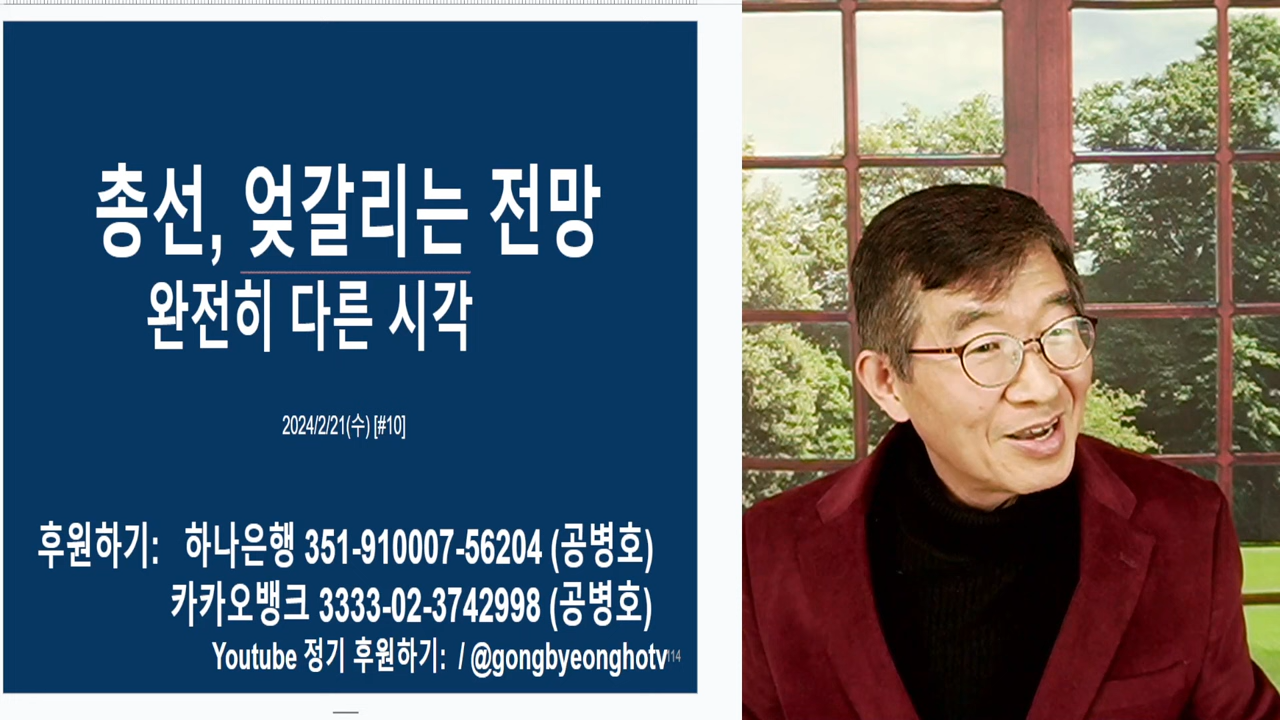 총선, 엊갈리는 전망
완전히 다른 시각
2024/2/21(수) [#10]
후원하기: 하나은행 351-910007-56204 (공병호)
카카오뱅크 3333-02-3742998 (공병호)
Youtube 정기 후원하기: / @gongbyeonghotv
114